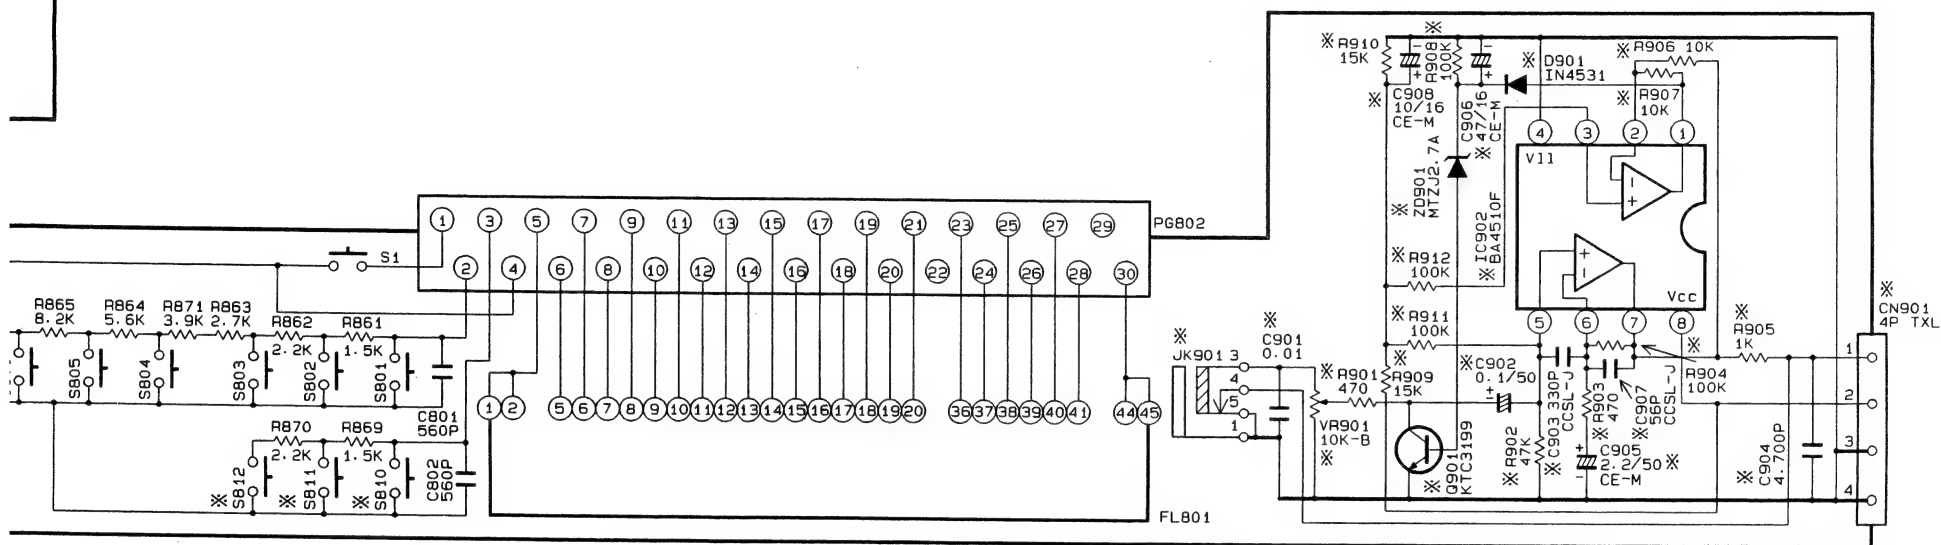 ※ R910
15K
※
R908
100K
C908
10/16
CE-M
※
C906
※ 47/16
CE-M
※ D901
IN4531
※ R906 10K
※ R907
10K
4 3 2 1
Vll
ZD901
※ MTZJ2.7A
IC902
※ BA4510F
※ R912
100K
※ R911
100K
Vcc
5 6 7 8
※ R905
1K
※
CN901
4P TXL
1
2
3
4
1 3 5 7 9 11 13 15 17 19 21 23 25 27 29
PG802
S1
2 4 6 8 10 12 14 16 18 20 22 24 26 28 30
R865
8.2K
R864
5.6K
R871
3.9K
R863
2.7K
R862
2.2K
R861
1.5K
S805
S804
S803
S802
S801
C801
560P
1 2 5 6 7 8 9 10 11 12 13 14 15 16 17 18 19 20 36 37 38 39 40 41 44 45
R870
2.2K
R869
1.5K
※ S812
※ S811
※ S810
C802
560P
FL801
※
JK901 3
4
5
1
※
C901
0.01
※ R901
470
VR901
10K-B
※
※
R909
15K
※ C902
0.1/50
Q901
※ KTC3199
※ R902
47K
※ C903 330P
CCSL-J
※ R903
470
※ C907
56P
CCSL-J
※
R904
100K
C905
2.2/50 ※
CE-M
※ C904
4.700P